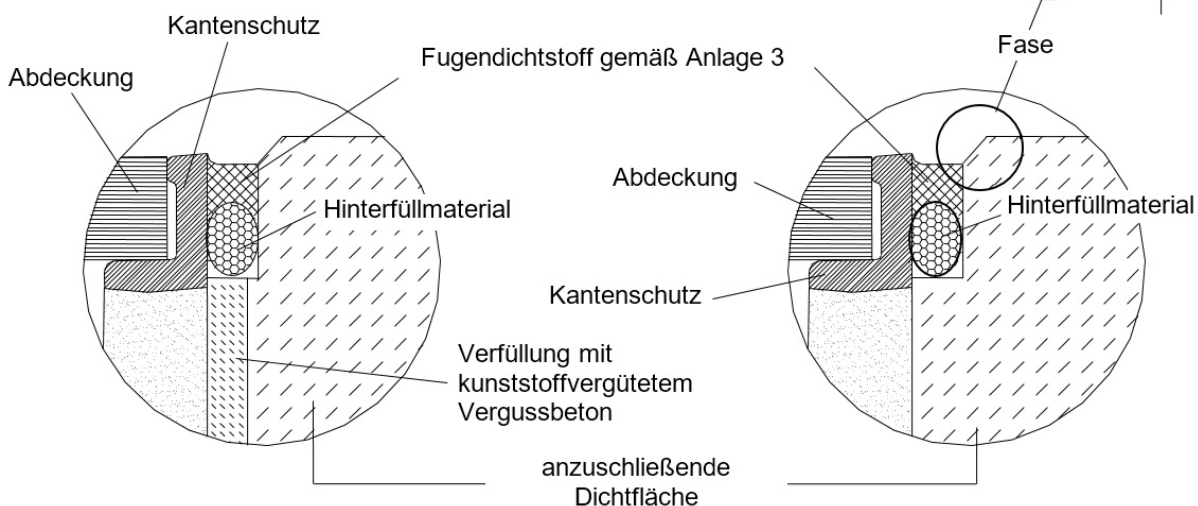 Kantenschutz
Abdeckung
Fugendichtstoff gemäß Anlage 3
Fase
Hinterfüllmaterial
Abdeckung
Hinterfüllmaterial
Kantenschutz
Verfüllung mit
kunststoffvergütetem
Vergussbeton
anzuschließende
Dichtfläche